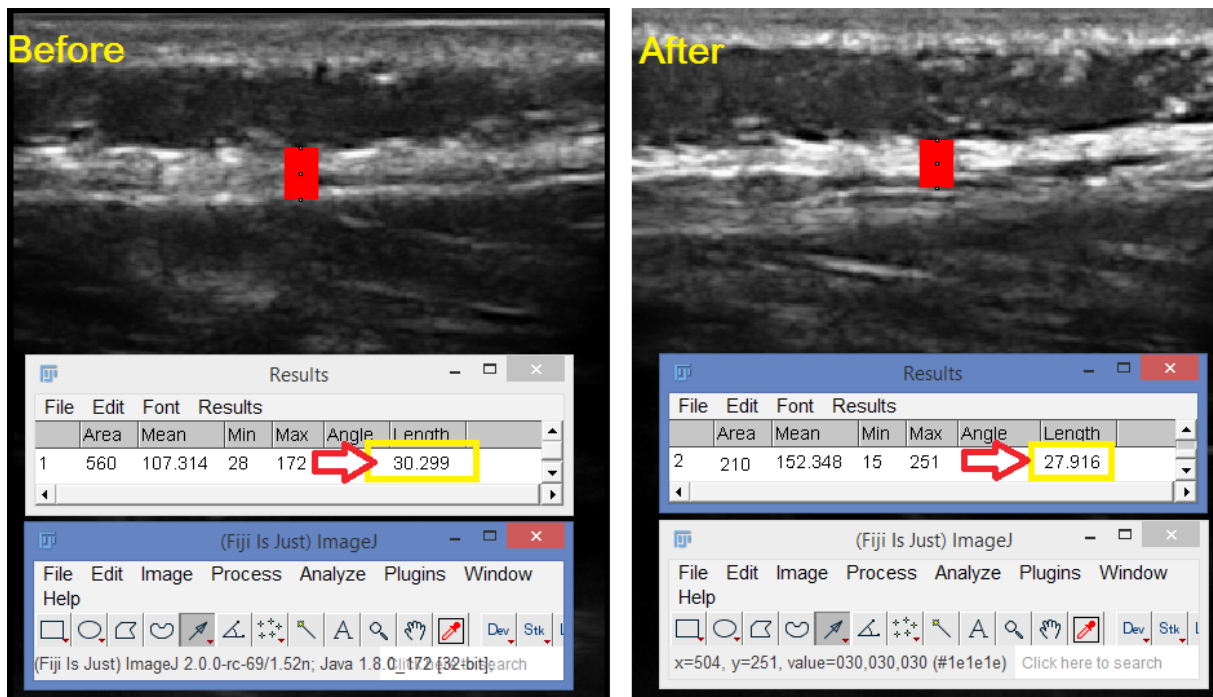 Before
Results
File Edit Font Results
Area Mean Min Max Angle Length
1 560 107.314 28 172 30.299
(Fiji Is Just) ImageJ
File Edit Image Process Analyze Plugins Window
Help
A Dev Stk
(Fiji Is Just) ImageJ 2.0.0-rc-69/1.52n; Java 1.8.0_172 [32-bit];
After
Results
File Edit Font Results
Area Mean Min Max Angle Length
2 210 152.348 15 251 27.916
(Fiji Is Just) ImageJ
File Edit Image Process Analyze Plugins Window
Help
A Dev Stk
x=504, y=251, value=030,030,030 (#1e1e1e) Click here to search